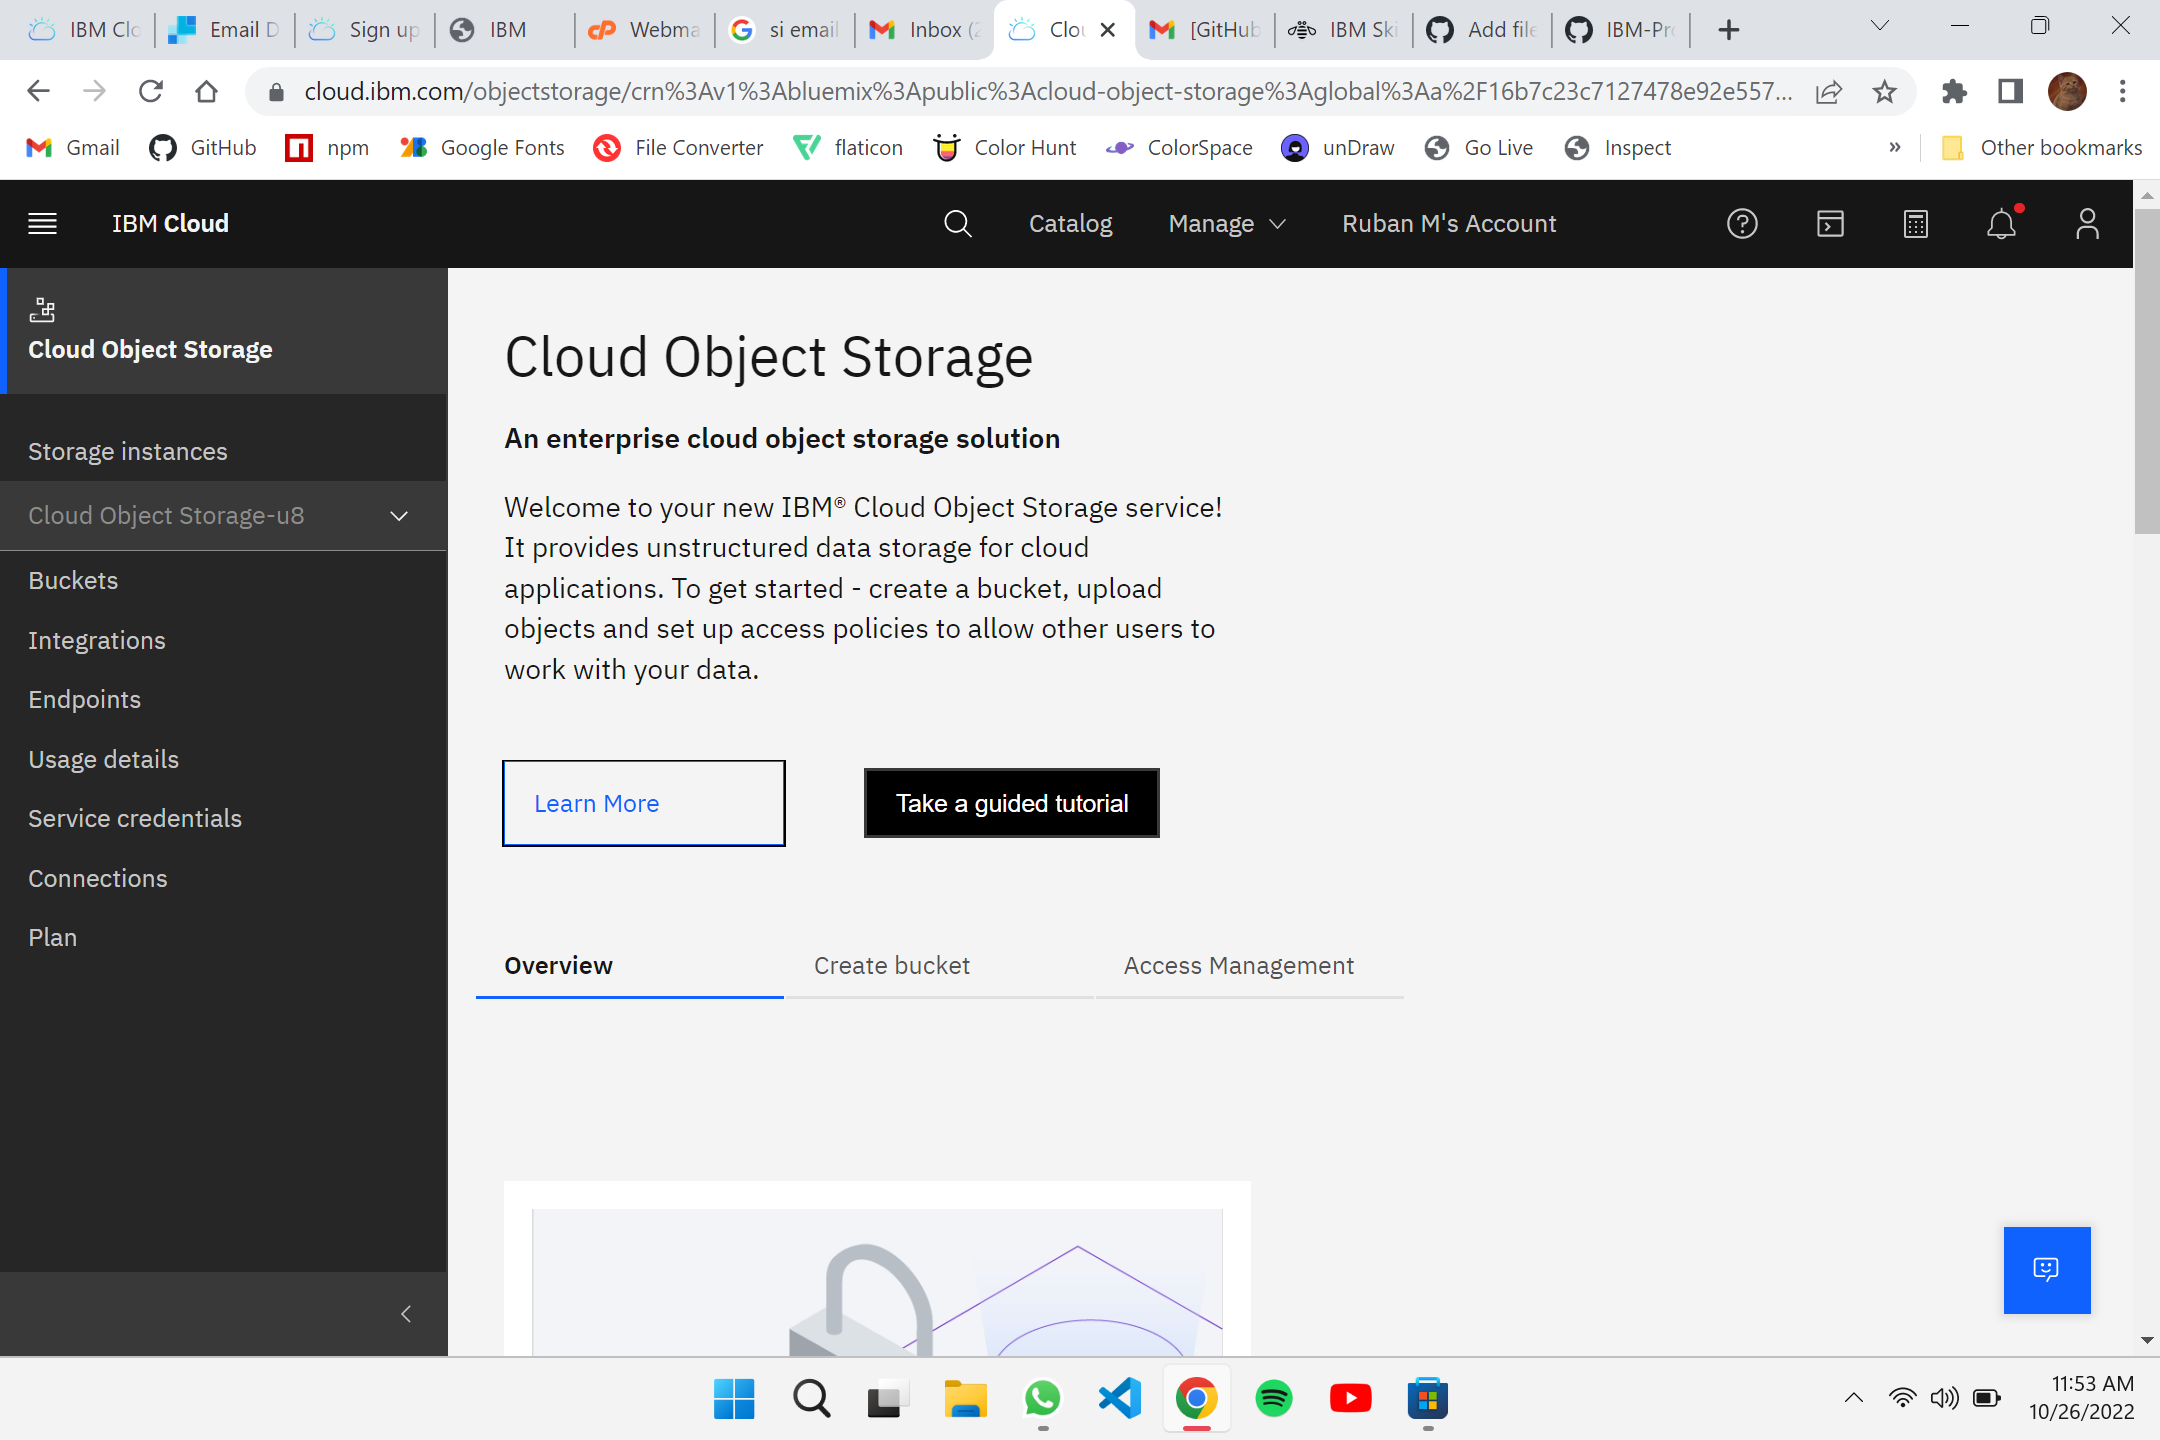 IBM Clo
Email D
Sign up
IBM
Webma
si email
Inbox (2
Clou
[GitHub
IBM Ski
Add file
IBM-Pro
cloud.ibm.com/objectstorage/crn%3Av1%3Abluemix%3Apublic%3Acloud-object-storage%3Aglobal%3Aa%2F16b7c23c7127478e92e557...
Gmail
GitHub
npm
Google Fonts
File Converter
flaticon
Color Hunt
ColorSpace
unDraw
Go Live
Inspect
»
Other bookmarks
IBM Cloud
Catalog
Manage
Ruban M's Account
Cloud Object Storage
Storage instances
Cloud Object Storage-u8
Buckets
Integrations
Endpoints
Usage details
Service credentials
Connections
Plan
Cloud Object Storage
An enterprise cloud object storage solution
Welcome to your new IBM® Cloud Object Storage service!
It provides unstructured data storage for cloud
applications. To get started - create a bucket, upload
objects and set up access policies to allow other users to
work with your data.
Learn More
Take a guided tutorial
Overview
Create bucket
Access Management
11:53 AM
10/26/2022